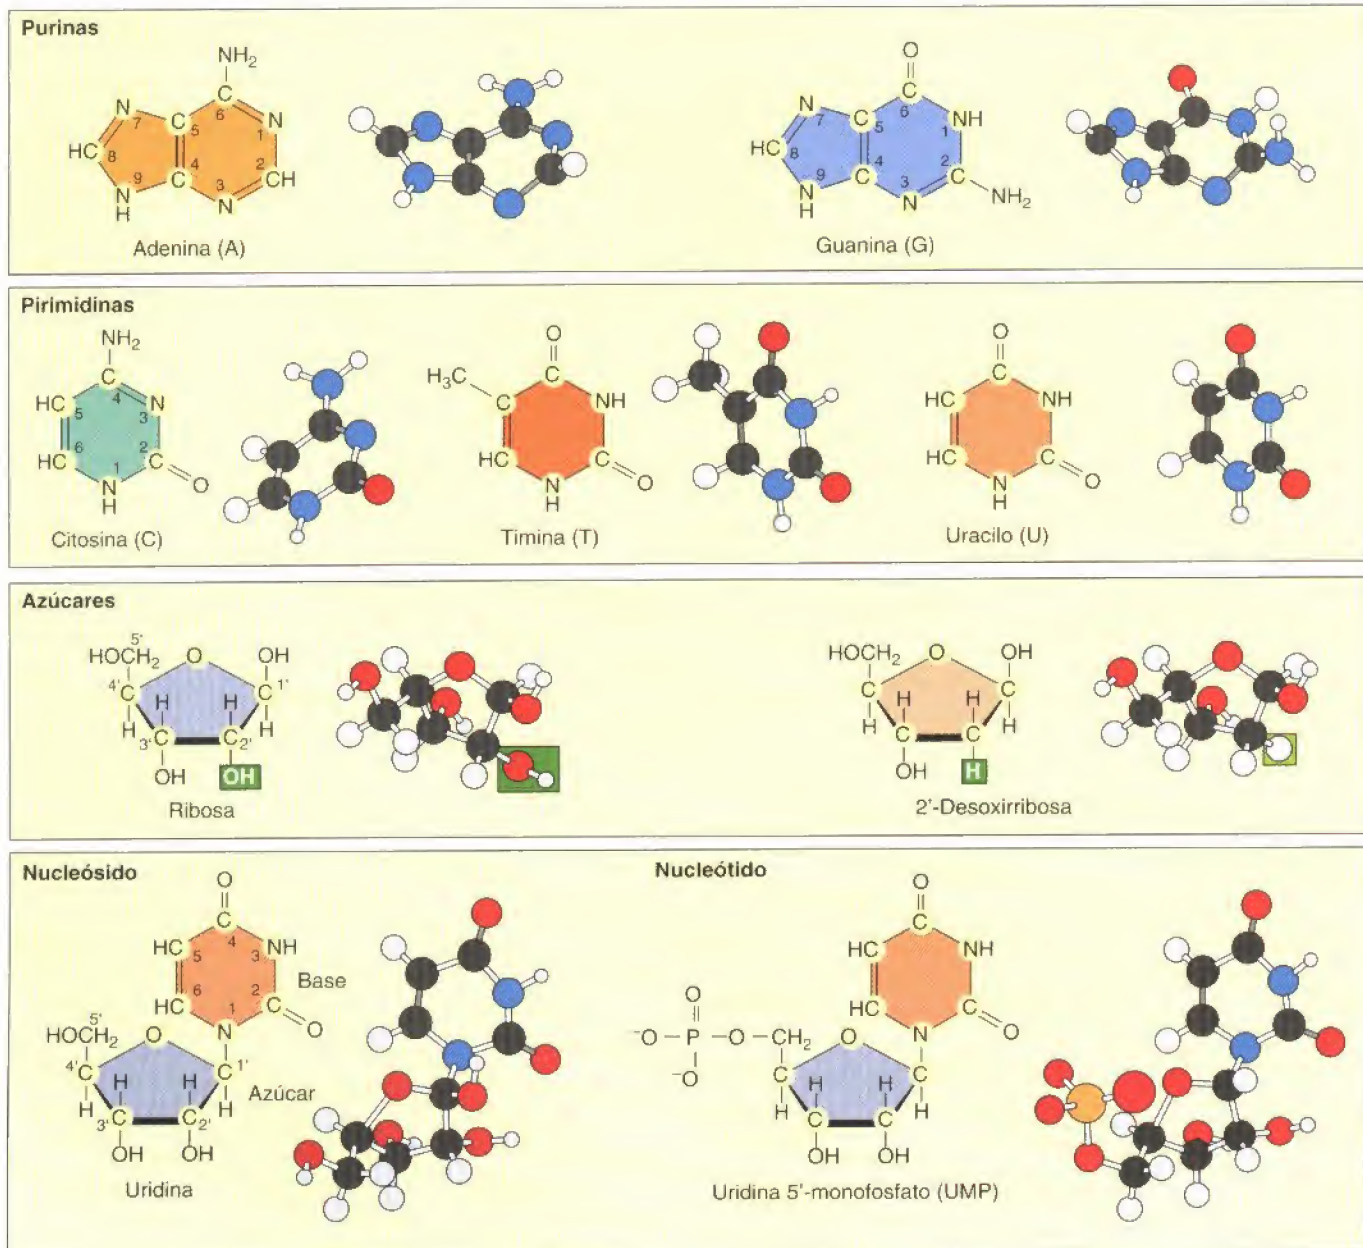 Purinas
NH₂
C
N
N
C
6
7
5
1
HC
8
4
2
CH
9
3
C
N
N
H
Adenina (A)
O
C
N
C
NH
6
7
5
1
HC
8
4
2
C
9
3
C
N
N
H
NH₂
Guanina (G)
Pirimidinas
NH₂
C
HC
4
N
5
3
6
2
HC
1
C
N
H
O
Citosina (C)
O
C
H₃C
C
NH
HC
C
N
H
O
Timina (T)
O
C
HC
NH
HC
C
N
H
O
Uracilo (U)
Azúcares
5'
HOCH₂
O
OH
C
4'
H
H
C
1'
H
H
C
3'
C
2'
OH
OH
Ribosa
HOCH₂
O
OH
C
H
H
C
H
H
C
C
OH
H
2'-Desoxirribosa
Nucleósido
O
C
HC
4
NH
5
3
6
2
HC
1
C
N
O
Base
5'
HOCH₂
O
C
4'
H
H
C
1'
H
H
C
3'
C
2'
OH
OH
Azúcar
Uridina
Nucleótido
O
C
HC
NH
HC
C
N
O
O
⁻O
P
O
CH₂
⁻O
O
C
H
H
C
H
H
C
C
OH
OH
Uridina 5'-monofosfato (UMP)